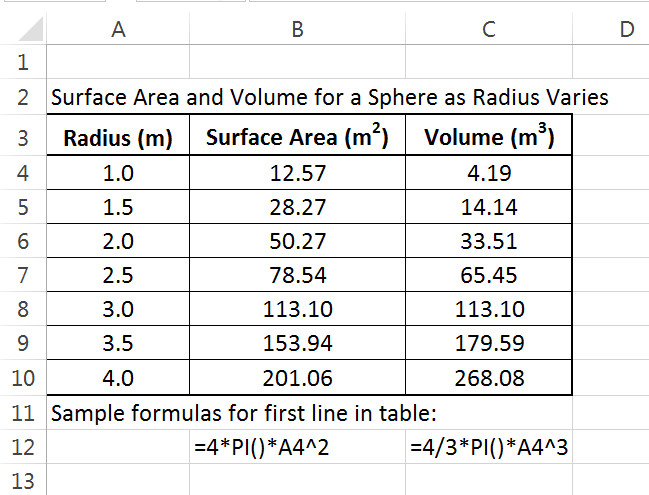 A B C D
1
2 Surface Area and Volume for a Sphere as Radius Varies
3 Radius (m) Surface Area (m²) Volume (m³)
4 1.0 12.57 4.19
5 1.5 28.27 14.14
6 2.0 50.27 33.51
7 2.5 78.54 65.45
8 3.0 113.10 113.10
9 3.5 153.94 179.59
10 4.0 201.06 268.08
11 Sample formulas for first line in table:
12 =4*PI()*A4^2 =4/3*PI()*A4^3
13